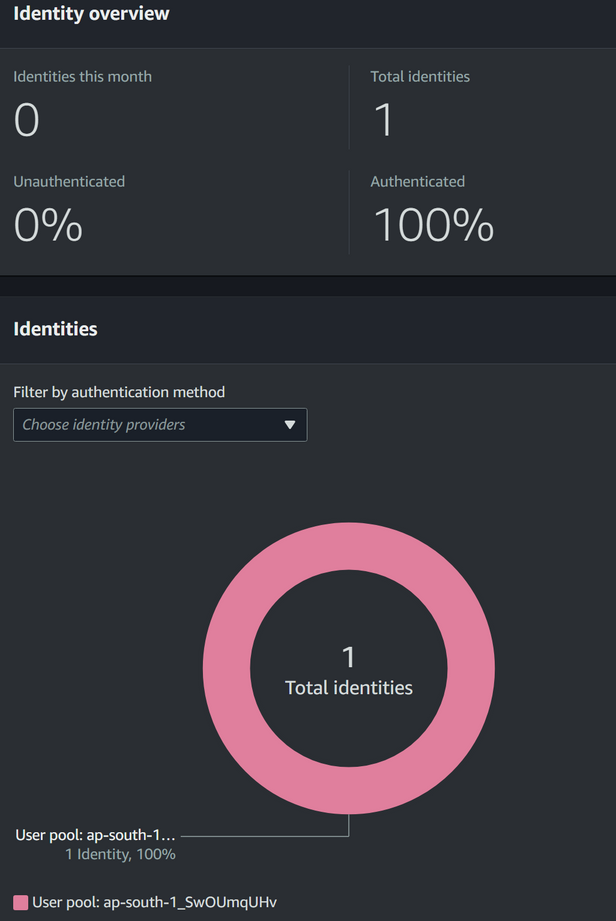 Identity overview
Identities this month
0
Total identities
1
Unauthenticated
0%
Authenticated
100%
Identities
Filter by authentication method
Choose identity providers
1
Total identities
User pool: ap-south-1...
1 Identity, 100%
User pool: ap-south-1_SwOUmqUHv